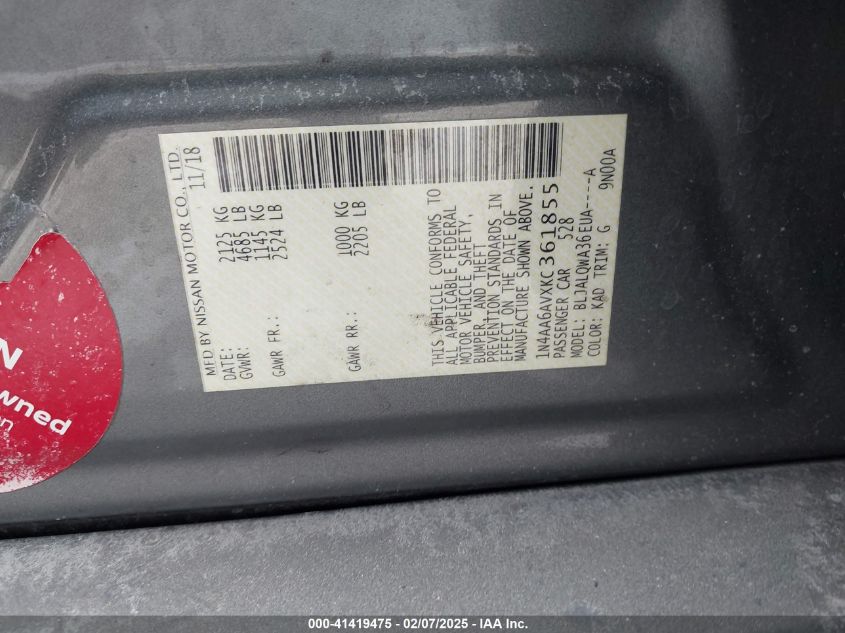 MFD BY NISSAN MOTOR CO., LTD.
DATE: 11/18
GVWR: 2125 KG
4685 LB
GAWR FR.: 1145 KG
2524 LB
GAWR RR.: 1000 KG
2205 LB
THIS VEHICLE CONFORMS TO
ALL APPLICABLE FEDERAL
MOTOR VEHICLE SAFETY,
BUMPER, AND THEFT
PREVENTION STANDARDS IN
EFFECT ON THE DATE OF
MANUFACTURE SHOWN ABOVE.
1N4AA6AVXKC361855
PASSENGER CAR 528
MODEL: BLJALQWA36EUA----A
COLOR: KAD TRIM: G 9N00A
N
wned
on
000-41419475 - 02/07/2025 - IAA Inc.